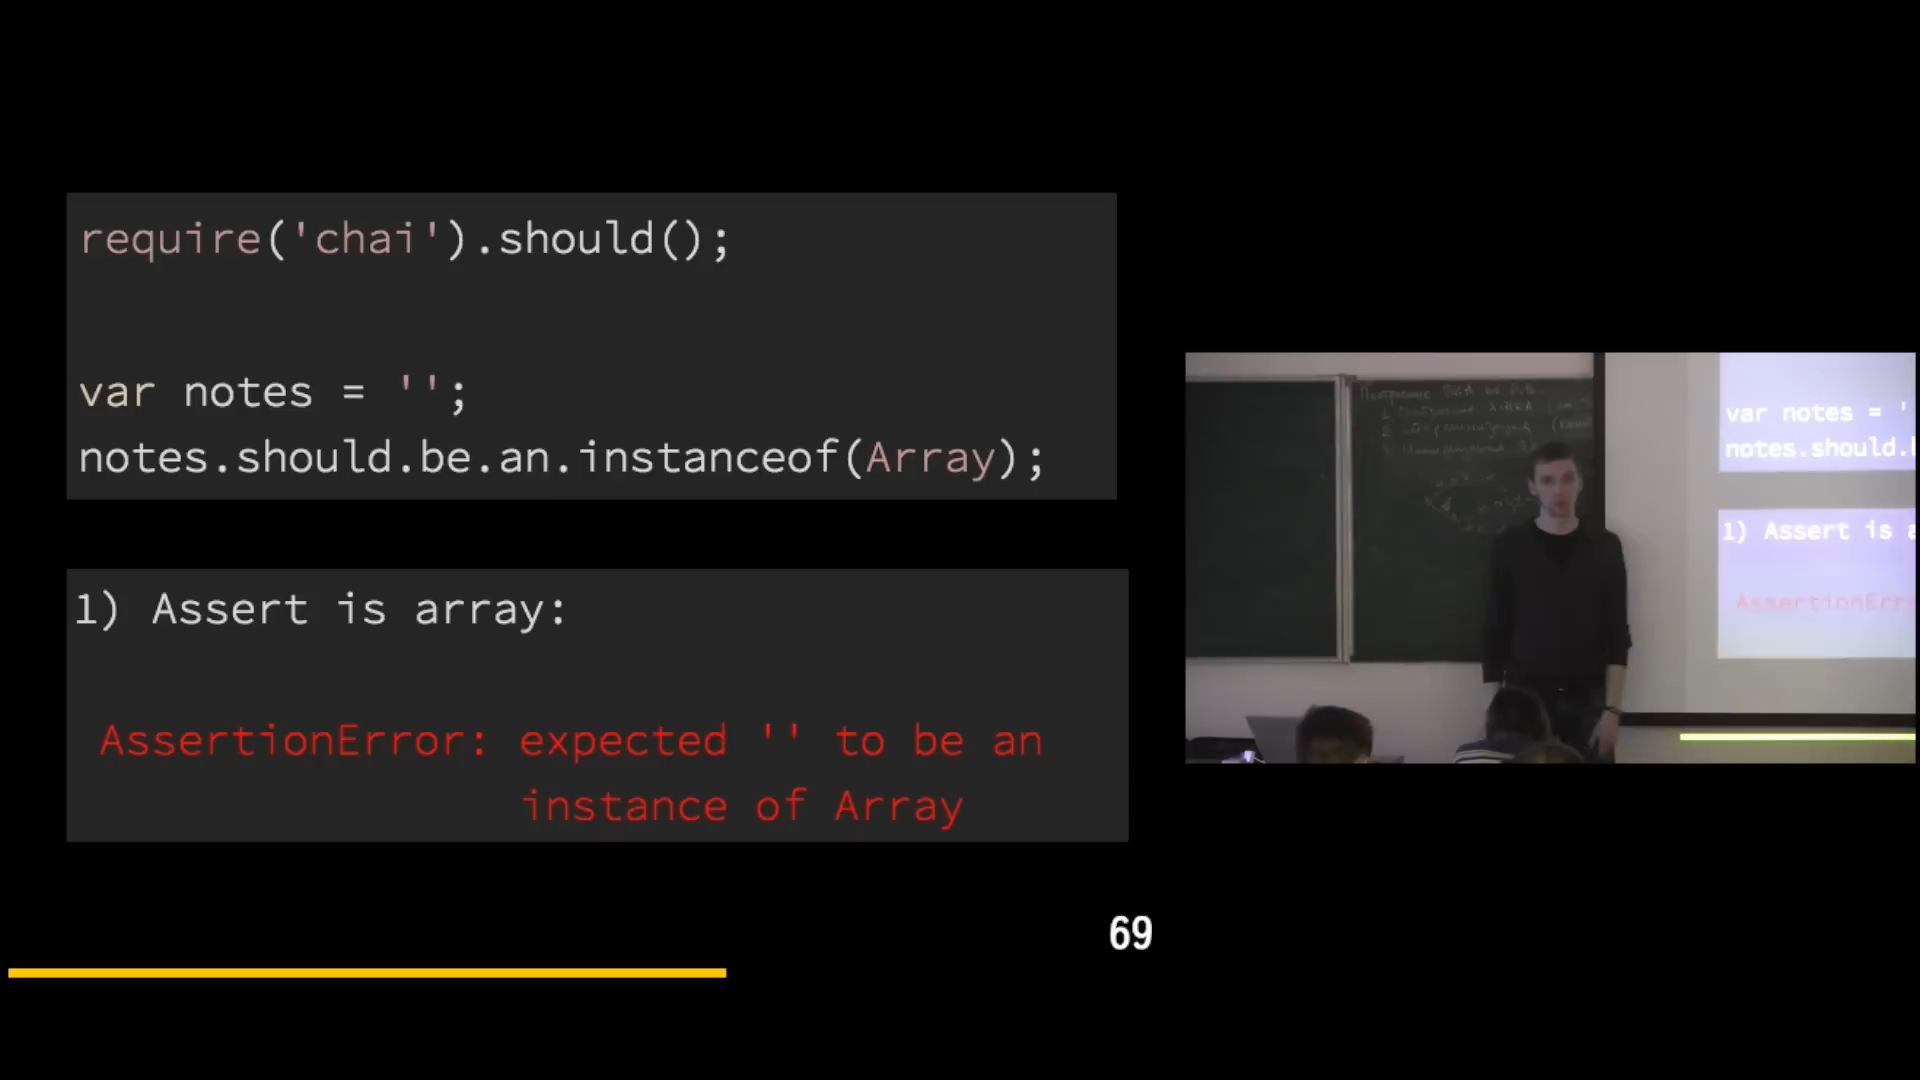 require('chai').should();
var notes = '';
notes.should.be.an.instanceof(Array);
1) Assert is array:
AssertionError: expected '' to be an
instance of Array
69
var notes = '
notes.should.
1) Assert is a
AssertionErr